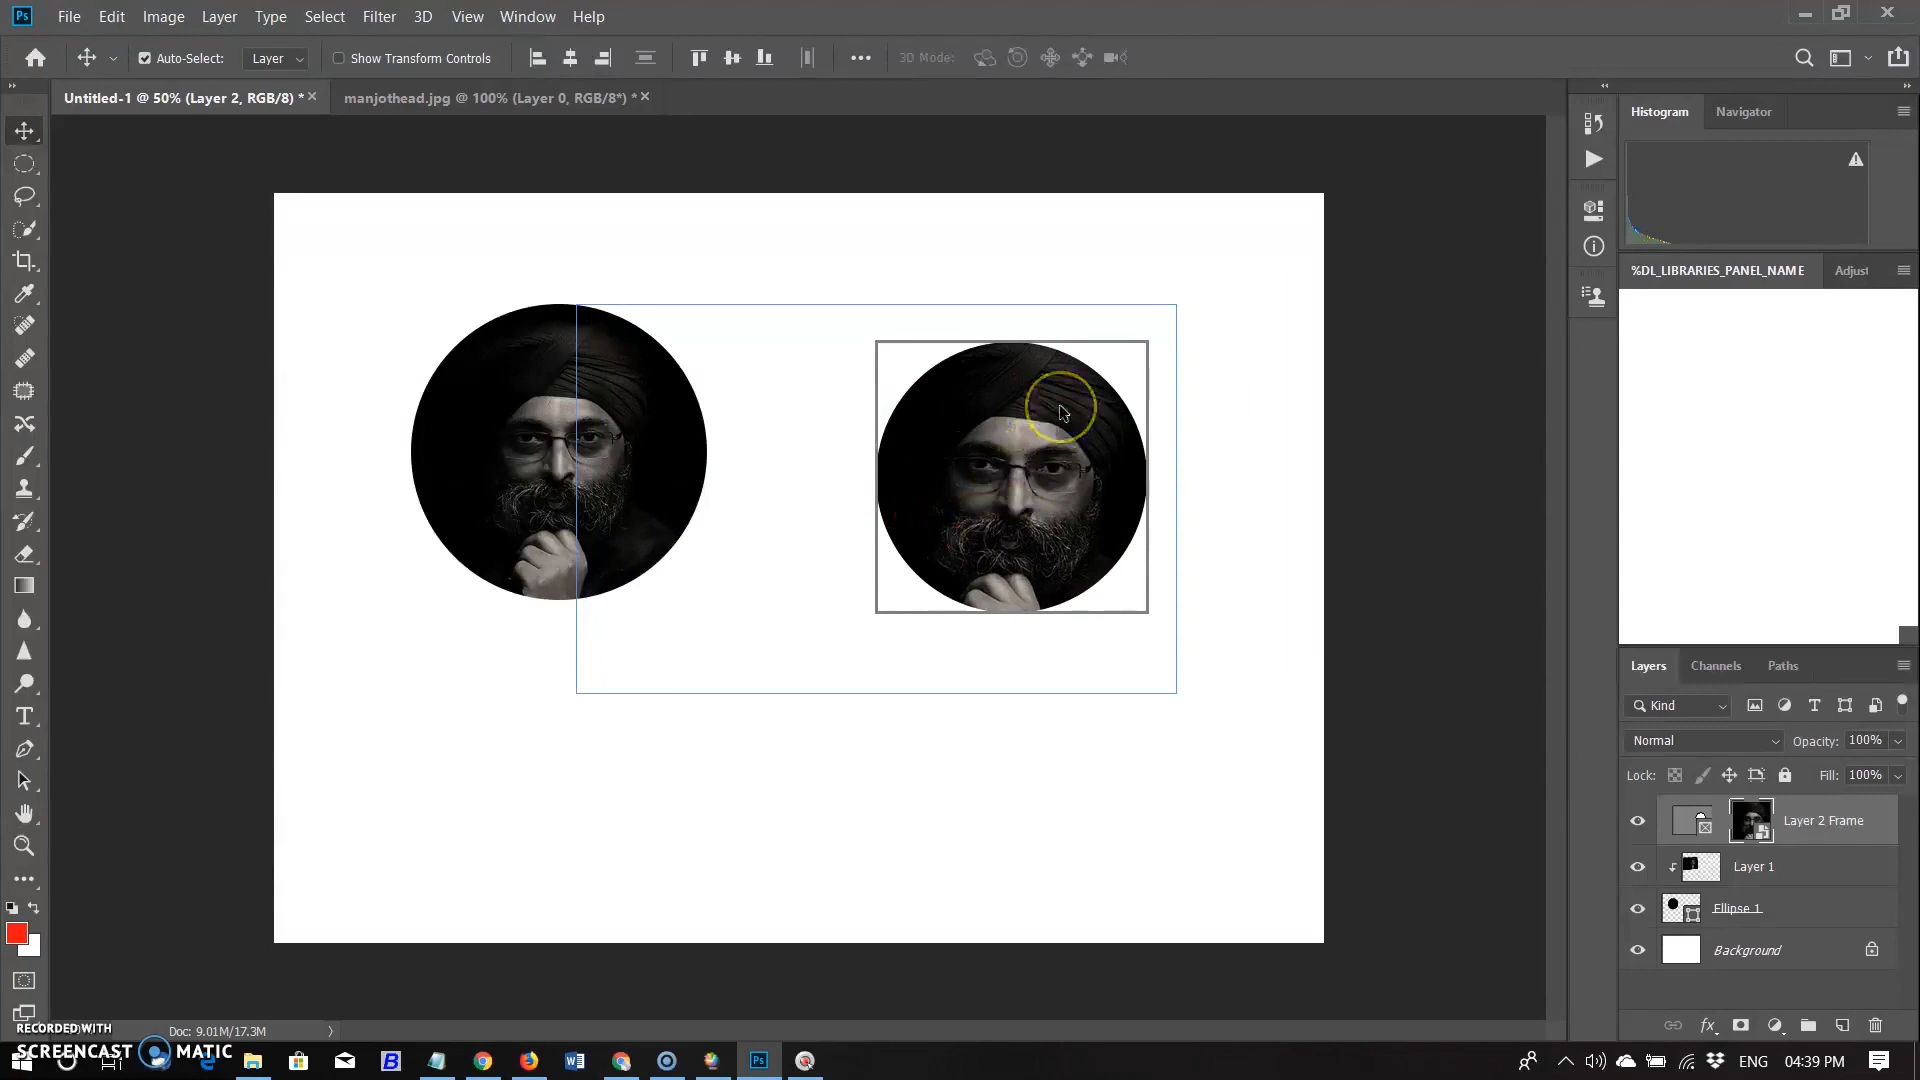 Ps File Edit Image Layer Type Select Filter 3D View Window Help
Auto-Select: Layer Show Transform Controls 3D Mode:
Untitled-1 @ 50% (Layer 2, RGB/8) * manjothead.jpg @ 100% (Layer 0, RGB/8*) *
Histogram Navigator
%DL_LIBRARIES_PANEL_NAME Adjust
Layers Channels Paths
Kind
Normal Opacity: 100%
Lock: Fill: 100%
Layer 2 Frame
Layer 1
Ellipse 1
Background
fx
Doc: 9.01M/17.3M
RECORDED WITH
SCREENCAST MATIC
ENG 04:39 PM